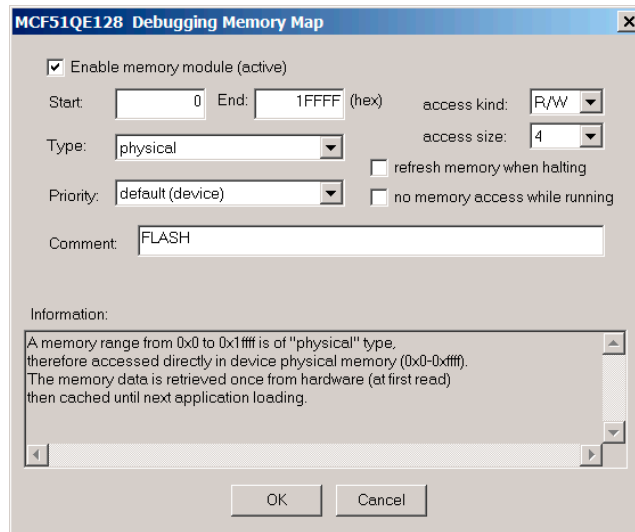 MCF51QE128 Debugging Memory Map
Enable memory module (active)
Start: 0 End: 1FFFF (hex) access kind: R/W
access size: 4
Type: physical
refresh memory when halting
Priority: default (device)
no memory access while running
Comment: FLASH
Information:
A memory range from 0x0 to 0x1ffff is of "physical" type,
therefore accessed directly in device physical memory (0x0-0xffff).
The memory data is retrieved once from hardware (at first read)
then cached until next application loading.
OK Cancel